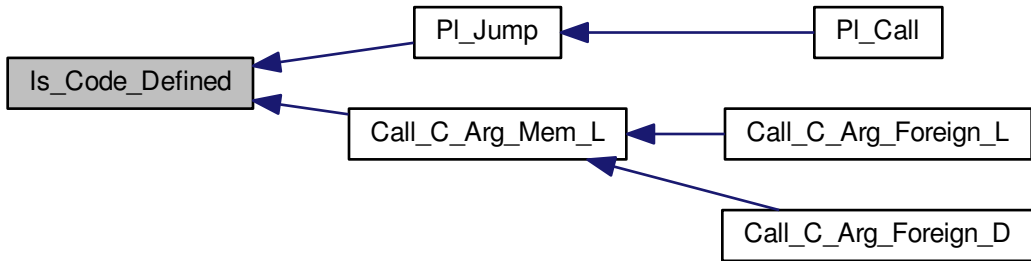 Pl_Jump
Pl_Call
Is_Code_Defined
Call_C_Arg_Mem_L
Call_C_Arg_Foreign_L
Call_C_Arg_Foreign_D